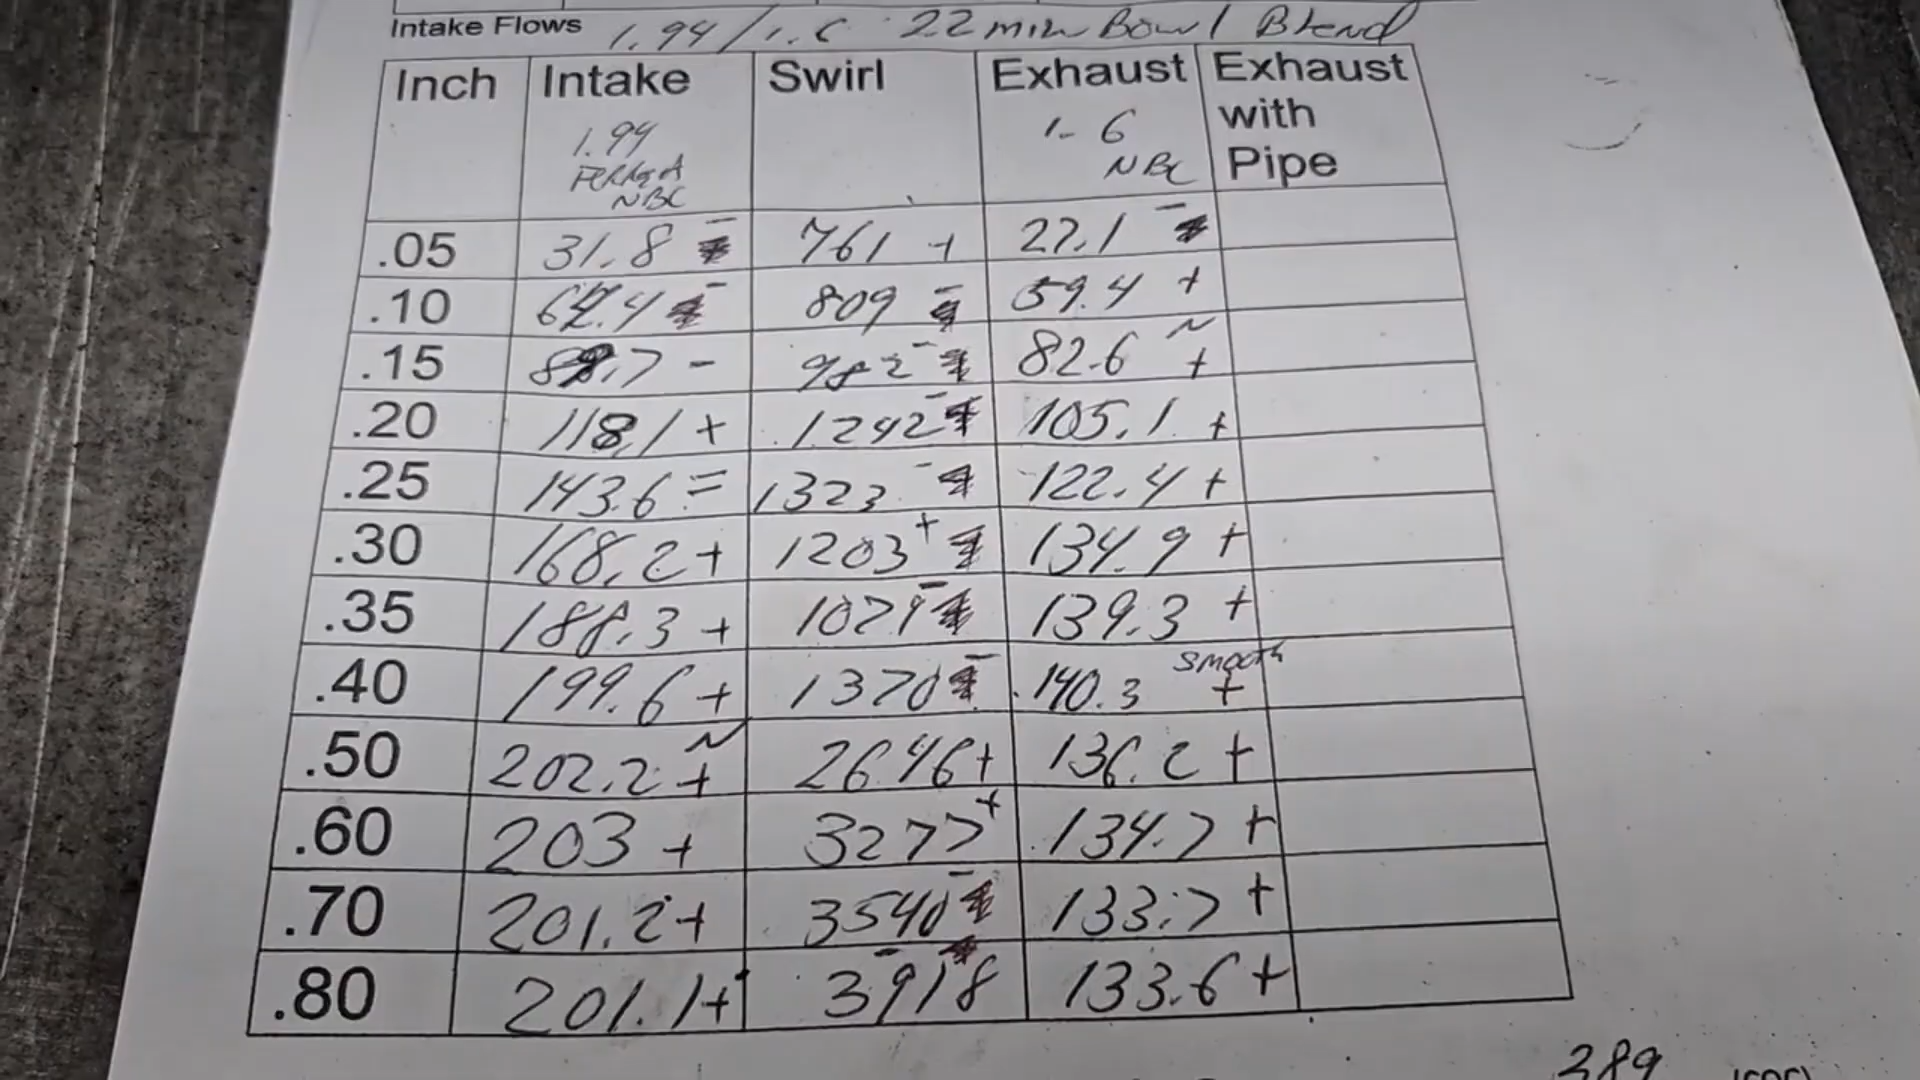 Intake Flows 1.94/1.6 22 min Bowl Blend
Inch Intake Swirl Exhaust Exhaust with Pipe
1.94 Ferrea NBC 1-6 NBC
.05 31.8 - 761 + 27.1 -
.10 - 809 - 59.4 +
.15 - 982 - 82.6 ~ +
.20 118.1 + 1242 - 105.1 +
.25 143.6 = 1323 - 122.4 +
.30 168.2 + 1203 + 134.9 +
.35 188.3 + - 139.3 +
.40 199.6 + 1370 - 140.3 smooth +
.50 202.2 ~ + 2646 + 136.2 +
.60 203 + 3277 + 134.7 +
.70 201.2 + 3540 - 133.7 +
.80 201.1 + 3918 - 133.6 +
389